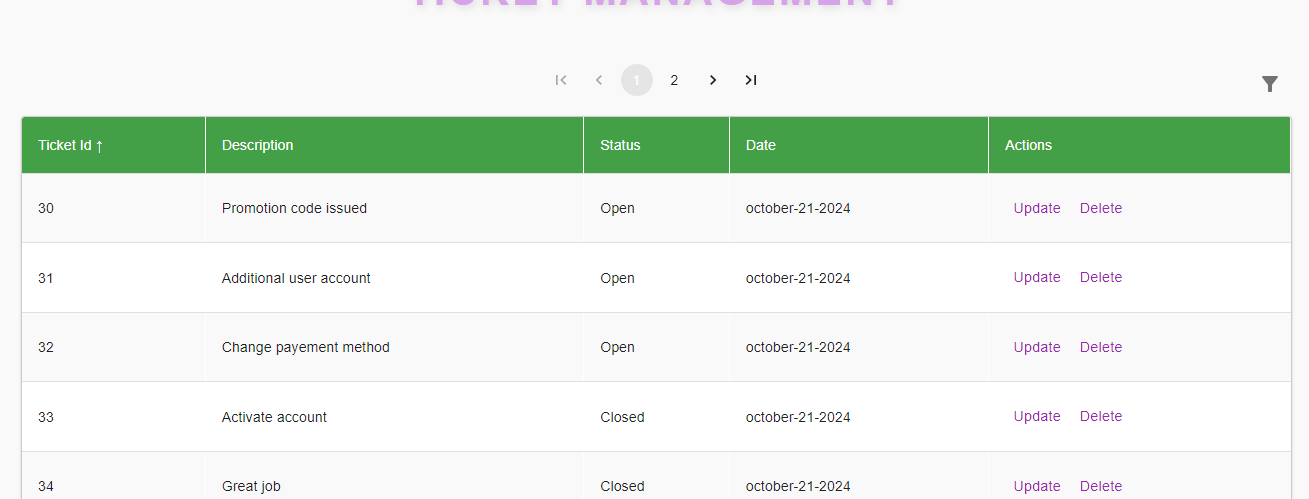 TICKET MANAGEMENT
1 2
Ticket Id ↑ Description Status Date Actions
30 Promotion code issued Open october-21-2024 Update Delete
31 Additional user account Open october-21-2024 Update Delete
32 Change payement method Open october-21-2024 Update Delete
33 Activate account Closed october-21-2024 Update Delete
34 Great job Closed october-21-2024 Update Delete